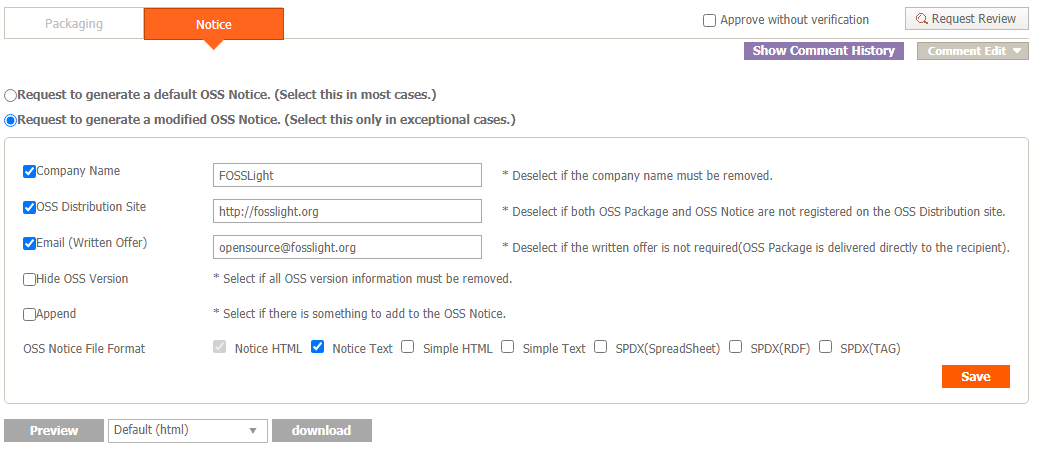 Packaging
Notice
Approve without verification
Request Review
Show Comment History
Comment Edit
Request to generate a default OSS Notice. (Select this in most cases.)
Request to generate a modified OSS Notice. (Select this only in exceptional cases.)
Company Name
FOSSLight
* Deselect if the company name must be removed.
OSS Distribution Site
http://fosslight.org
* Deselect if both OSS Package and OSS Notice are not registered on the OSS Distribution site.
Email (Written Offer)
opensource@fosslight.org
* Deselect if the written offer is not required(OSS Package is delivered directly to the recipient).
Hide OSS Version
* Select if all OSS version information must be removed.
Append
* Select if there is something to add to the OSS Notice.
OSS Notice File Format
Notice HTML
Notice Text
Simple HTML
Simple Text
SPDX(SpreadSheet)
SPDX(RDF)
SPDX(TAG)
Save
Preview
Default (html)
download